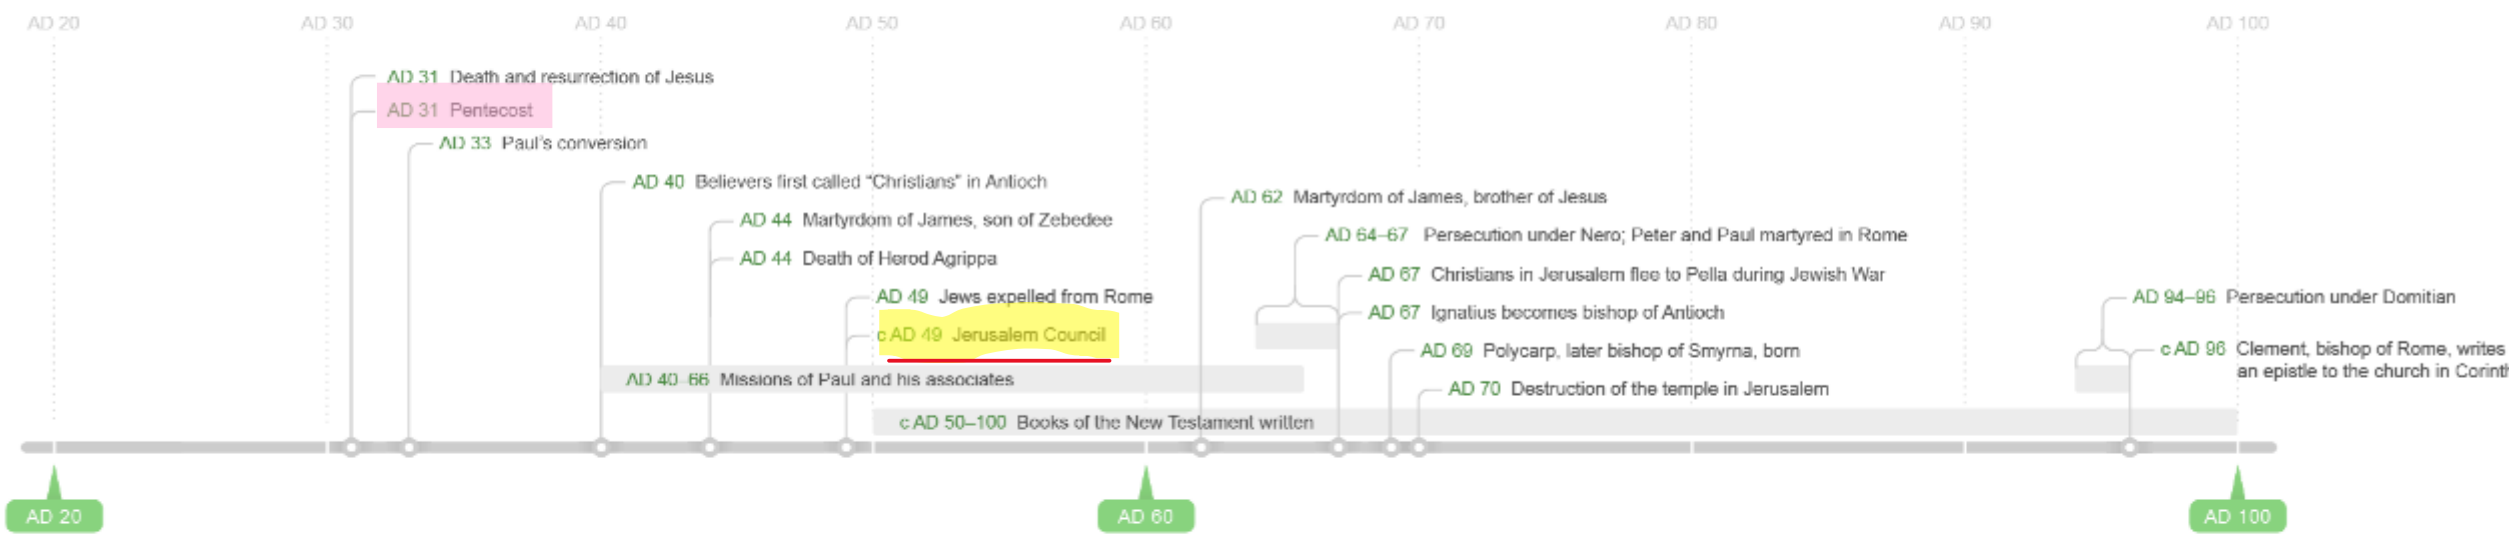 AD 20 AD 30 AD 40 AD 50 AD 60 AD 70 AD 80 AD 90 AD 100
AD 31 Death and resurrection of Jesus
AD 31 Pentecost
AD 33 Paul's conversion
AD 40 Believers first called “Christians” in Antioch
AD 44 Martyrdom of James, son of Zebedee
AD 44 Death of Herod Agrippa
AD 49 Jews expelled from Rome
c AD 49 Jerusalem Council
AD 40–66 Missions of Paul and his associates
c AD 50–100 Books of the New Testament written
AD 62 Martyrdom of James, brother of Jesus
AD 64–67 Persecution under Nero; Peter and Paul martyred in Rome
AD 67 Christians in Jerusalem flee to Pella during Jewish War
AD 67 Ignatius becomes bishop of Antioch
AD 69 Polycarp, later bishop of Smyrna, born
AD 70 Destruction of the temple in Jerusalem
AD 94–96 Persecution under Domitian
c AD 96 Clement, bishop of Rome, writes
an epistle to the church in Corinth
AD 20 AD 60 AD 100